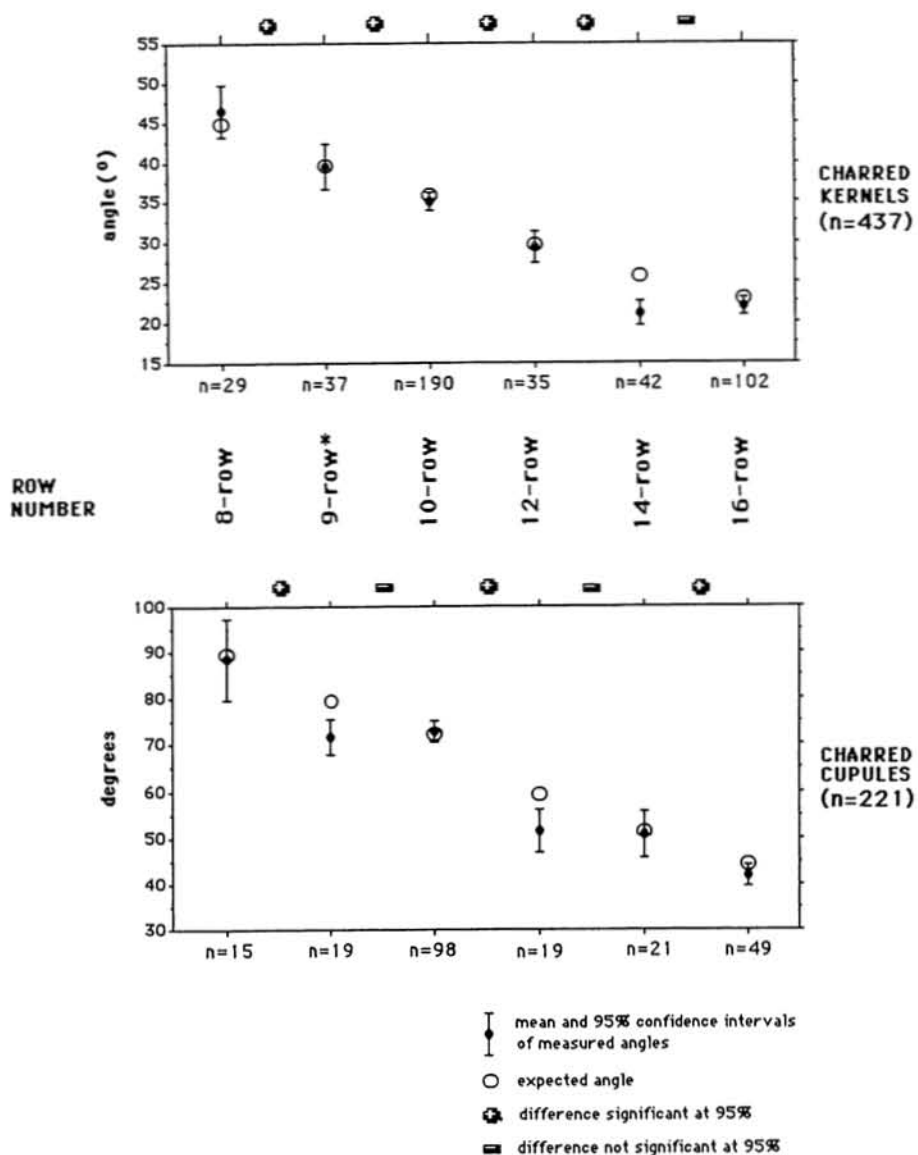 55
50
45
40
35
30
25
20
15
angle (°)
CHARRED
KERNELS
(n=437)
n=29 n=37 n=190 n=35 n=42 n=102
ROW
NUMBER
8-row 9-row* 10-row 12-row 14-row 16-row
100
90
80
70
60
50
40
30
degrees
CHARRED
CUPULES
(n=221)
n=15 n=19 n=98 n=19 n=21 n=49
mean and 95% confidence intervals
of measured angles
expected angle
difference significant at 95%
difference not significant at 95%